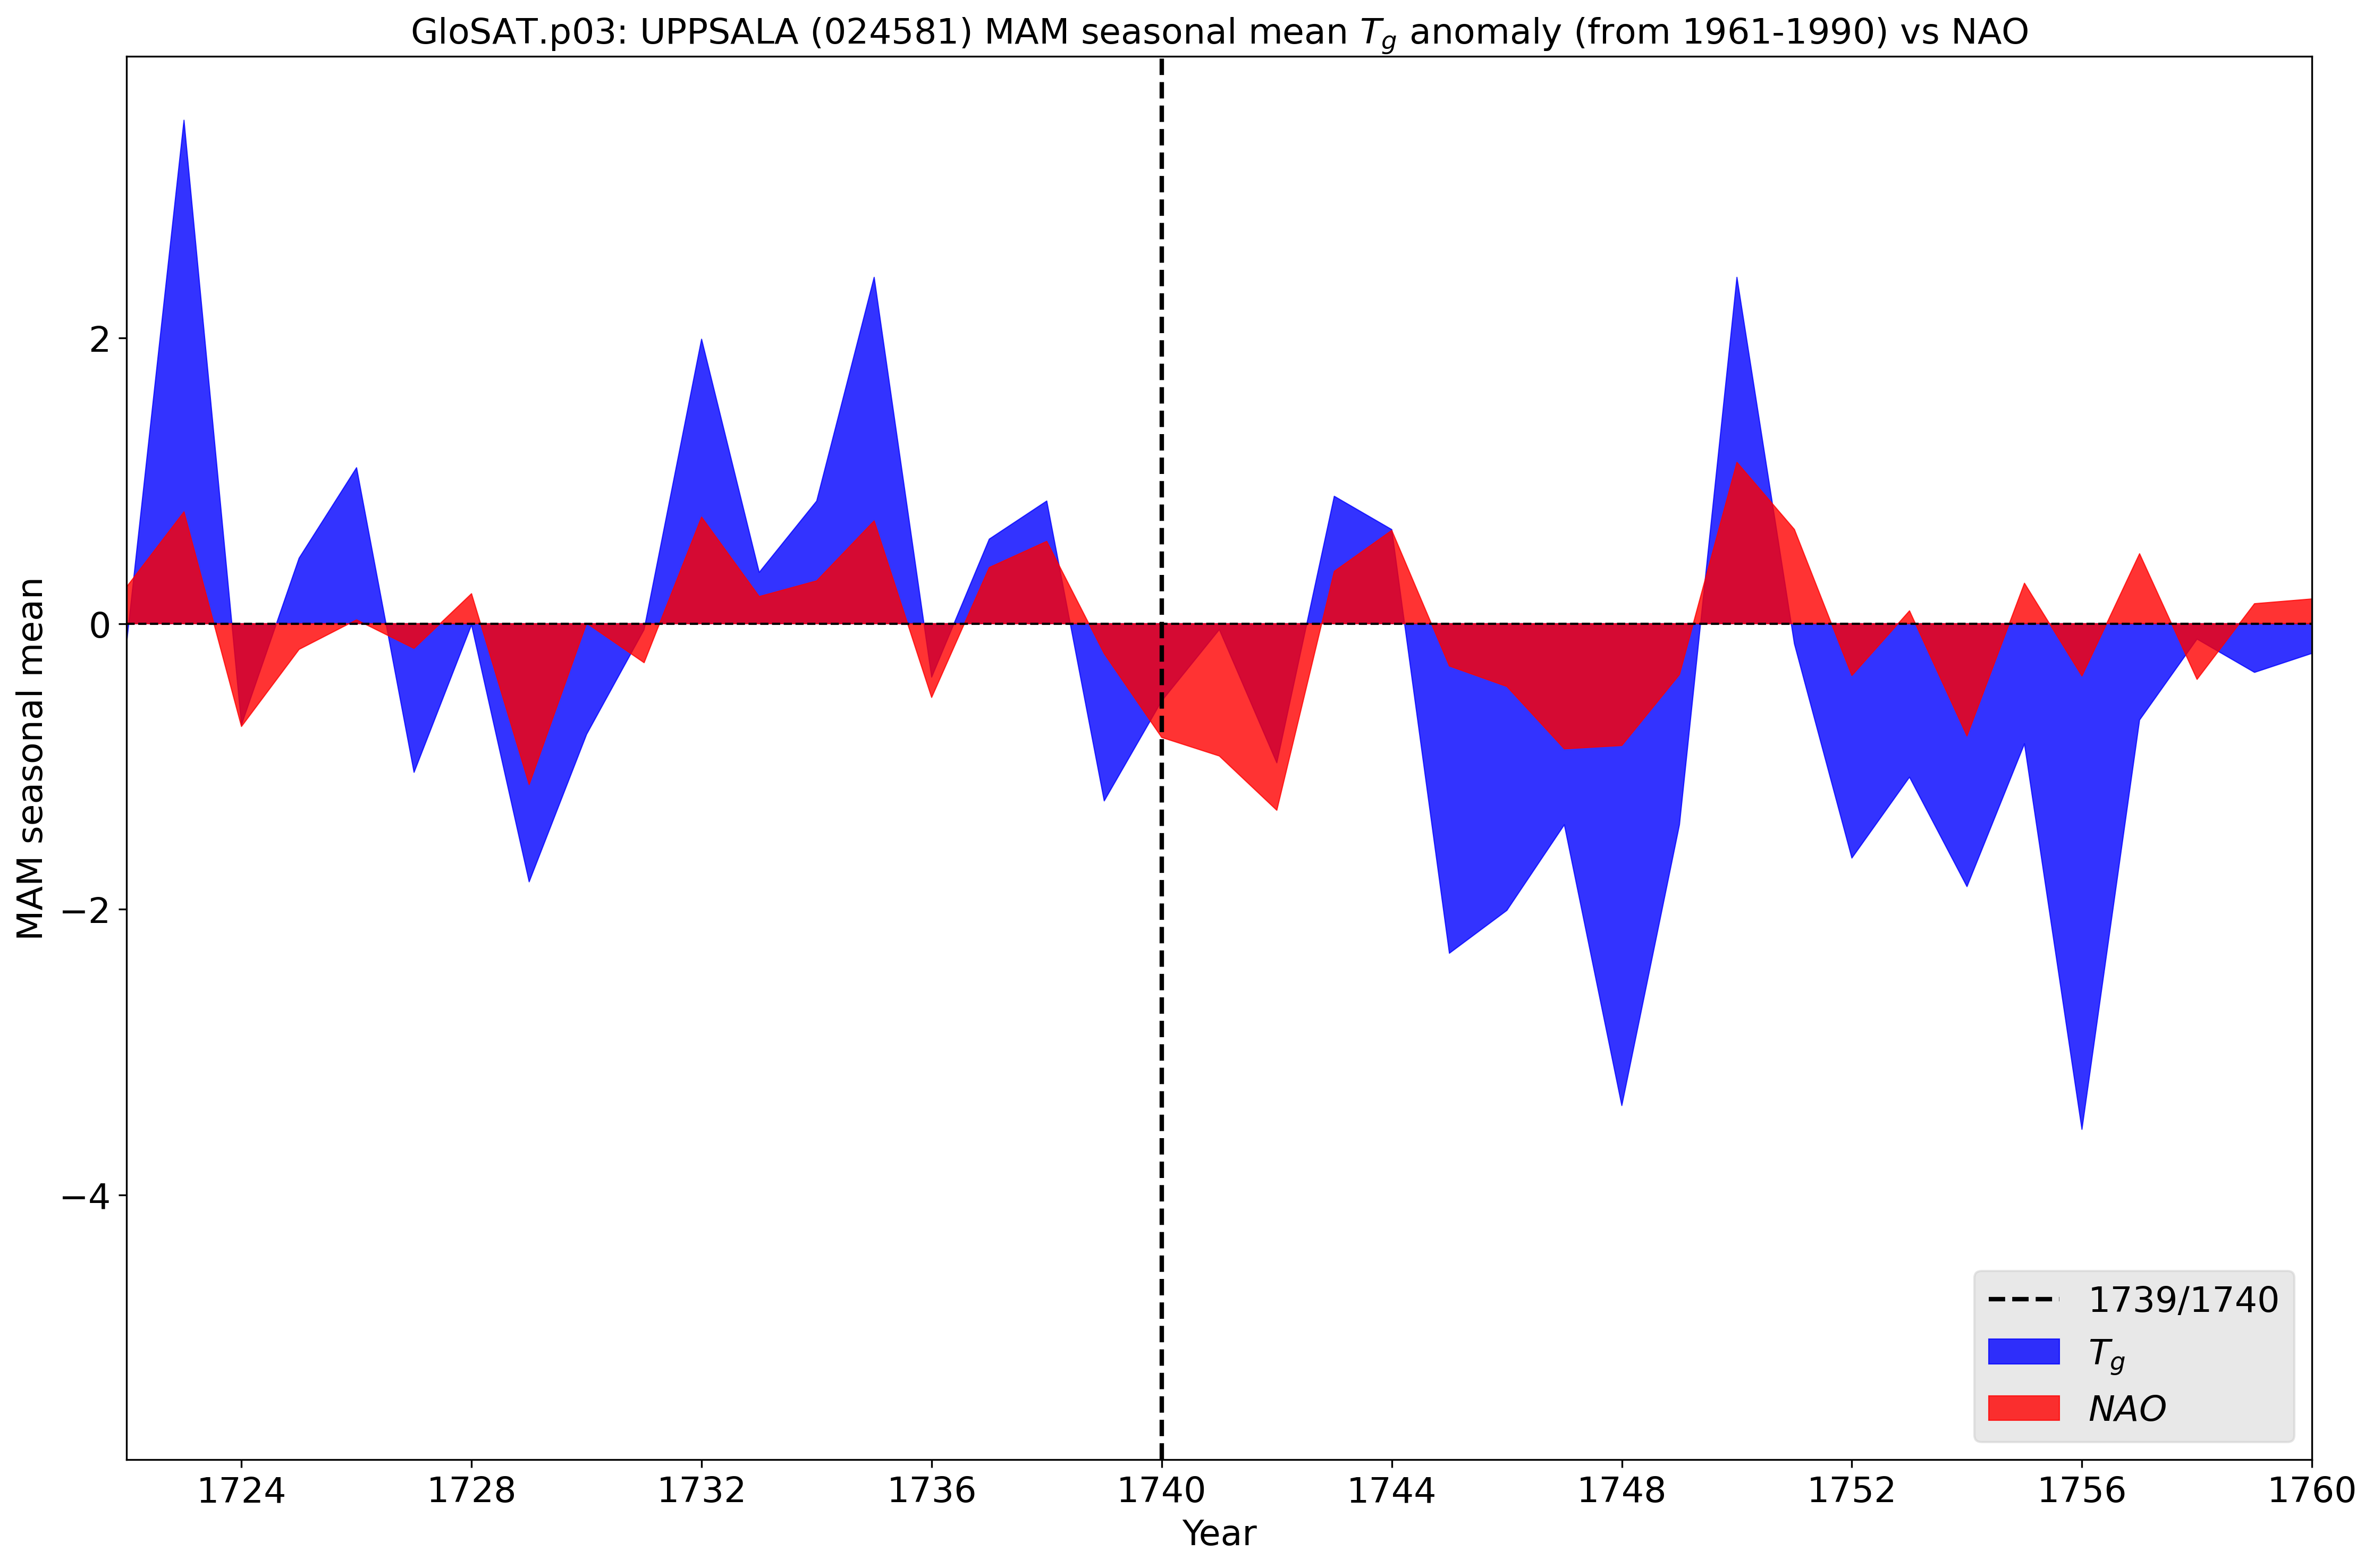 GloSAT.p03: UPPSALA (024581) MAM seasonal mean Tg anomaly (from 1961-1990) vs NAO
MAM seasonal mean
2
0
−2
−4
1739/1740
Tg
NAO
1724 1728 1732 1736 1740 1744 1748 1752 1756 1760
Year